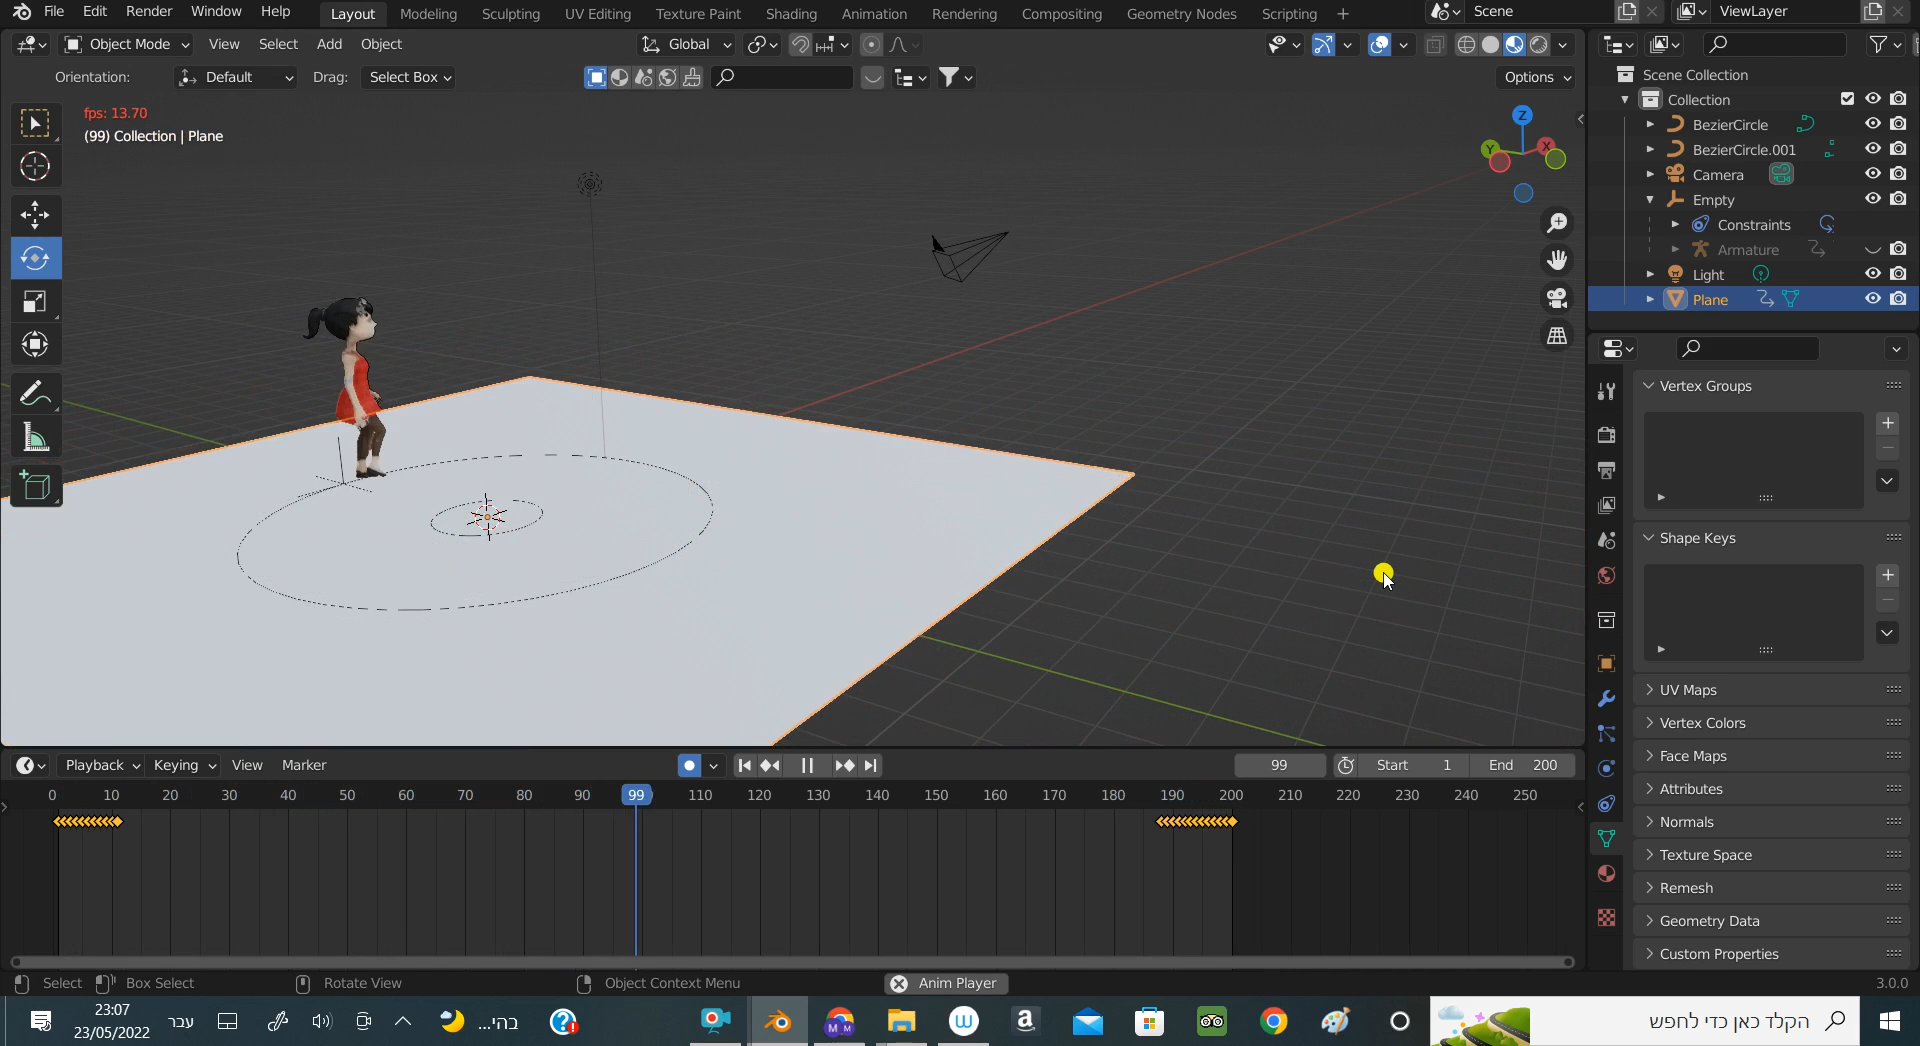 File Edit Render Window Help Layout Modeling Sculpting UV Editing Texture Paint Shading Animation Rendering Compositing Geometry Nodes Scripting + Scene ViewLayer
Object Mode View Select Add Object Global
Orientation: Default Drag: Select Box Options
fps: 13.70
(99) Collection | Plane
Z
Y
X
Scene Collection
Collection
BezierCircle
BezierCircle.001
Camera
Empty
Constraints
Armature
Light
Plane
Vertex Groups
Shape Keys
UV Maps
Vertex Colors
Face Maps
Attributes
Normals
Texture Space
Remesh
Geometry Data
Custom Properties
Playback Keying View Marker 99 Start 1 End 200
0 10 20 30 40 50 60 70 80 90 99 110 120 130 140 150 160 170 180 190 200 210 220 230 240 250
Select Box Select Rotate View Object Context Menu Anim Player 3.0.0
23:07
23/05/2022
עבר
בהי...
הקלד כאן כדי לחפש